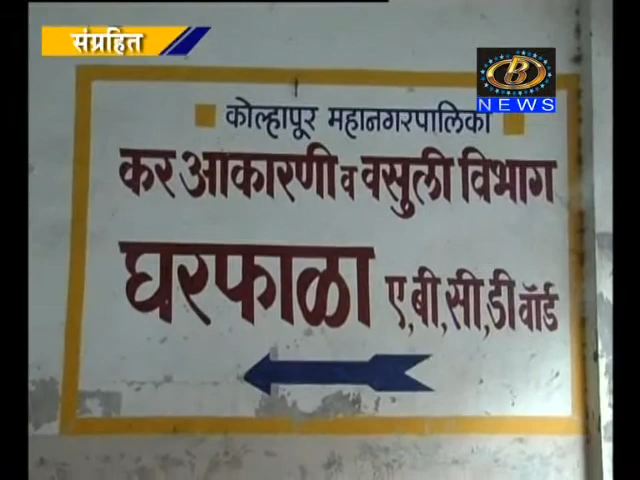 संग्रहित
B
NEWS
कोल्हापूर महानगरपालिका
कर आकारणी व वसुली विभाग
घरफाळा ए,बी,सी,डी वॉर्ड